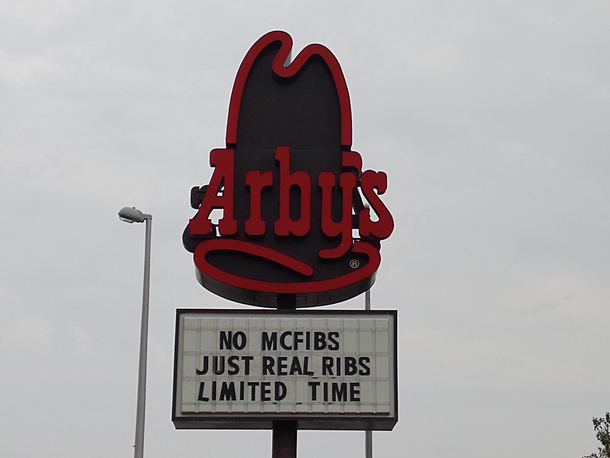 Arby's
®
NO MCFIBS
JUST REAL RIBS
LIMITED TIME